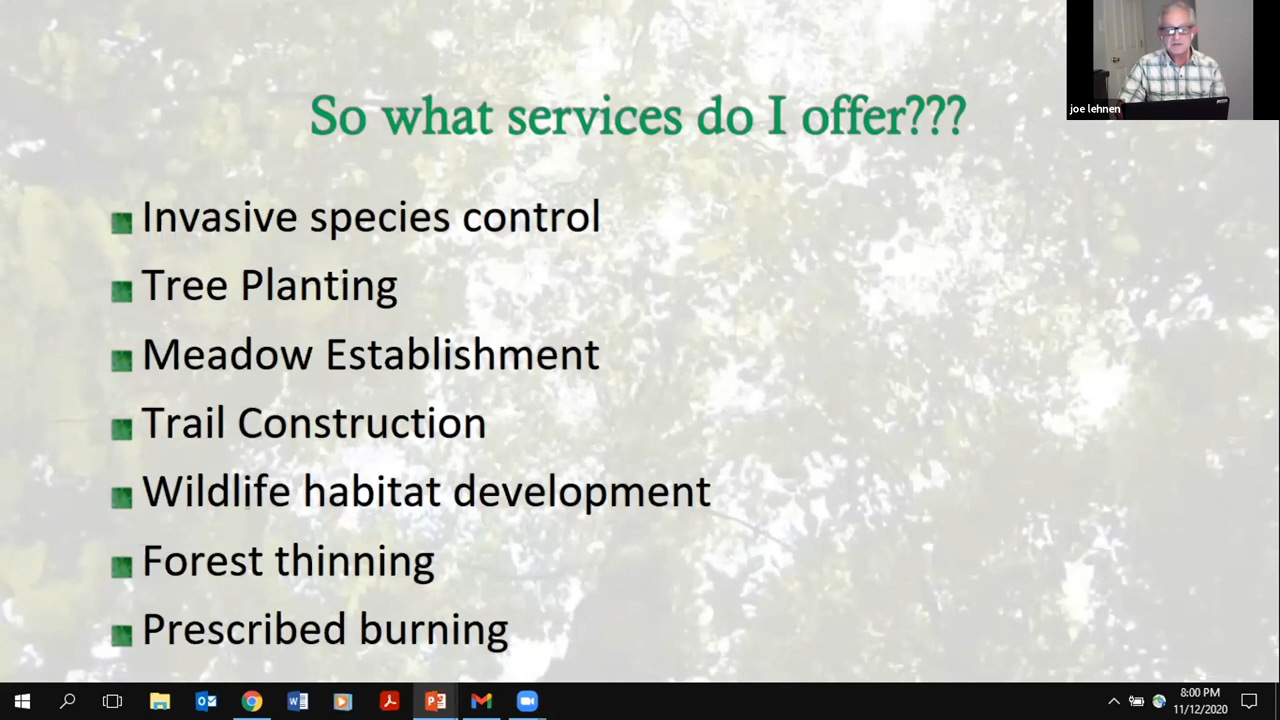 So what services do I offer???
joe lehnen
Invasive species control
Tree Planting
Meadow Establishment
Trail Construction
Wildlife habitat development
Forest thinning
Prescribed burning
8:00 PM
11/12/2020